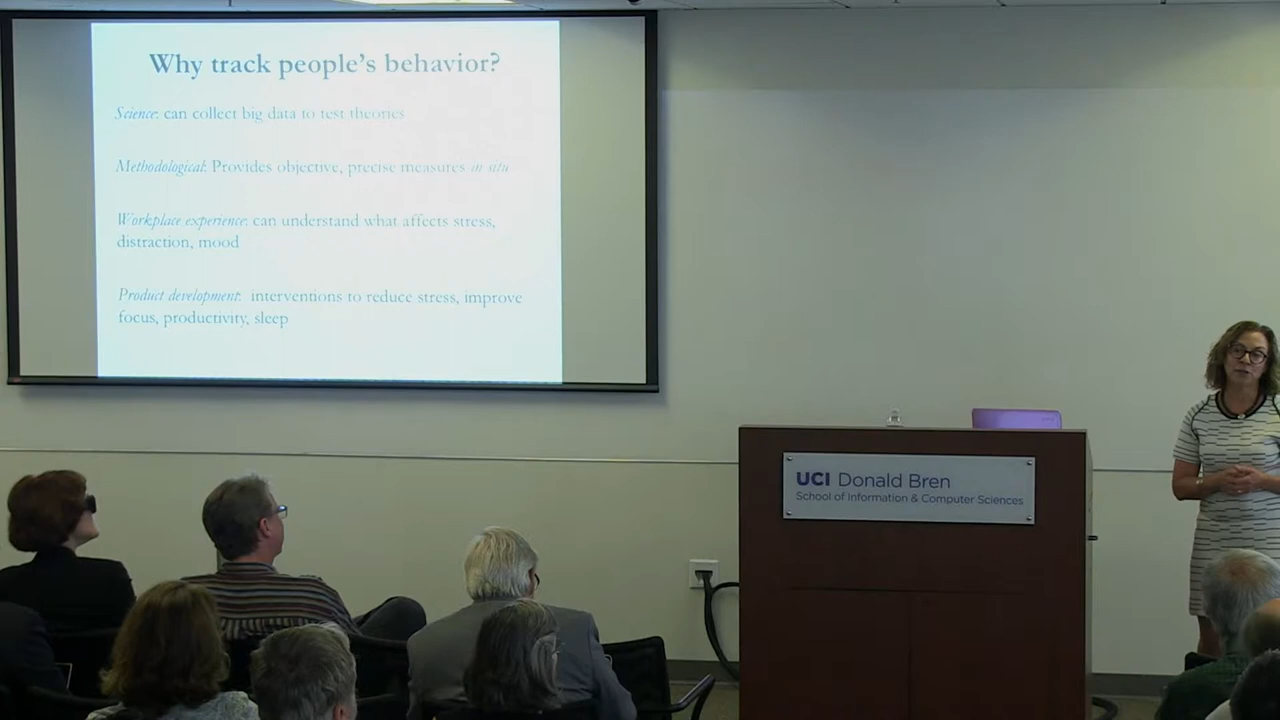 Why track people's behavior?
Science: can collect big data to test theories
Methodological: Provides objective, precise measures in situ
Workplace experience: can understand what affects stress,
distraction, mood
Product development: interventions to reduce stress, improve
focus, productivity, sleep
UCI Donald Bren
School of Information & Computer Sciences